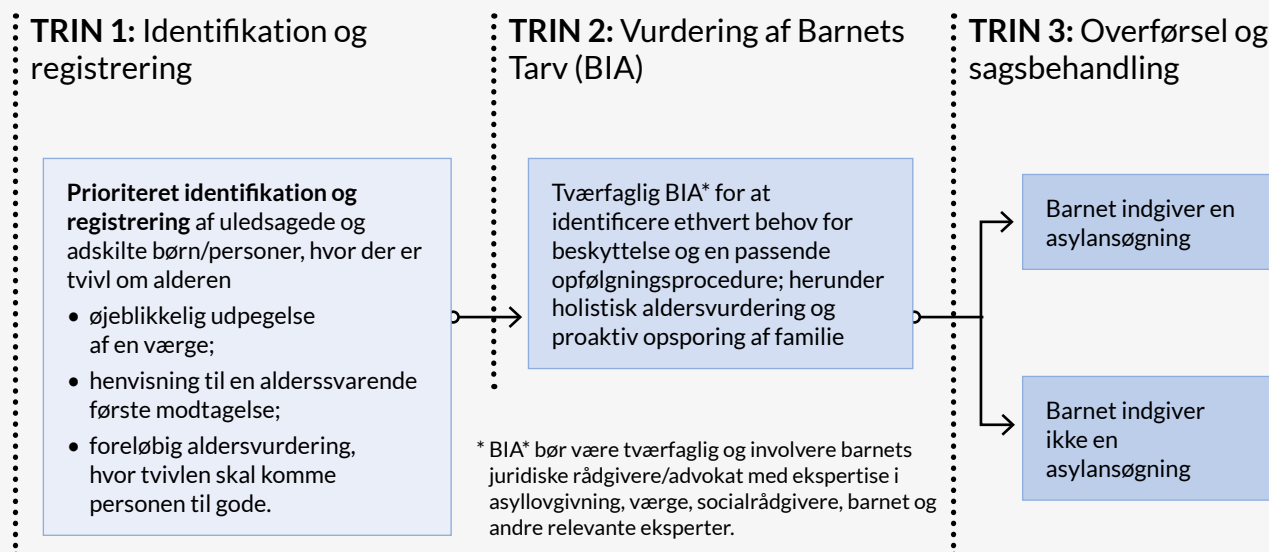 TRIN 1: Identifikation og
registrering
Prioriteret identifikation og
registrering af uledsagede og
adskilte børn/personer, hvor der er
tvivl om alderen
• øjeblikkelig udpegelse
af en værge;
• henvisning til en alderssvarende
første modtagelse;
• foreløbig aldersvurdering,
hvor tvivlen skal komme
personen til gode.
TRIN 2: Vurdering af Barnets
Tarv (BIA)
Tværfaglig BIA* for at
identificere ethvert behov for
beskyttelse og en passende
opfølgningsprocedure; herunder
holistisk aldersvurdering og
proaktiv opsporing af familie
* BIA* bør være tværfaglig og involvere barnets
juridiske rådgivere/advokat med ekspertise i
asyllovgivning, værge, socialrådgivere, barnet og
andre relevante eksperter.
TRIN 3: Overførsel og
sagsbehandling
Barnet indgiver en
asylansøgning
Barnet indgiver
ikke en
asylansøgning